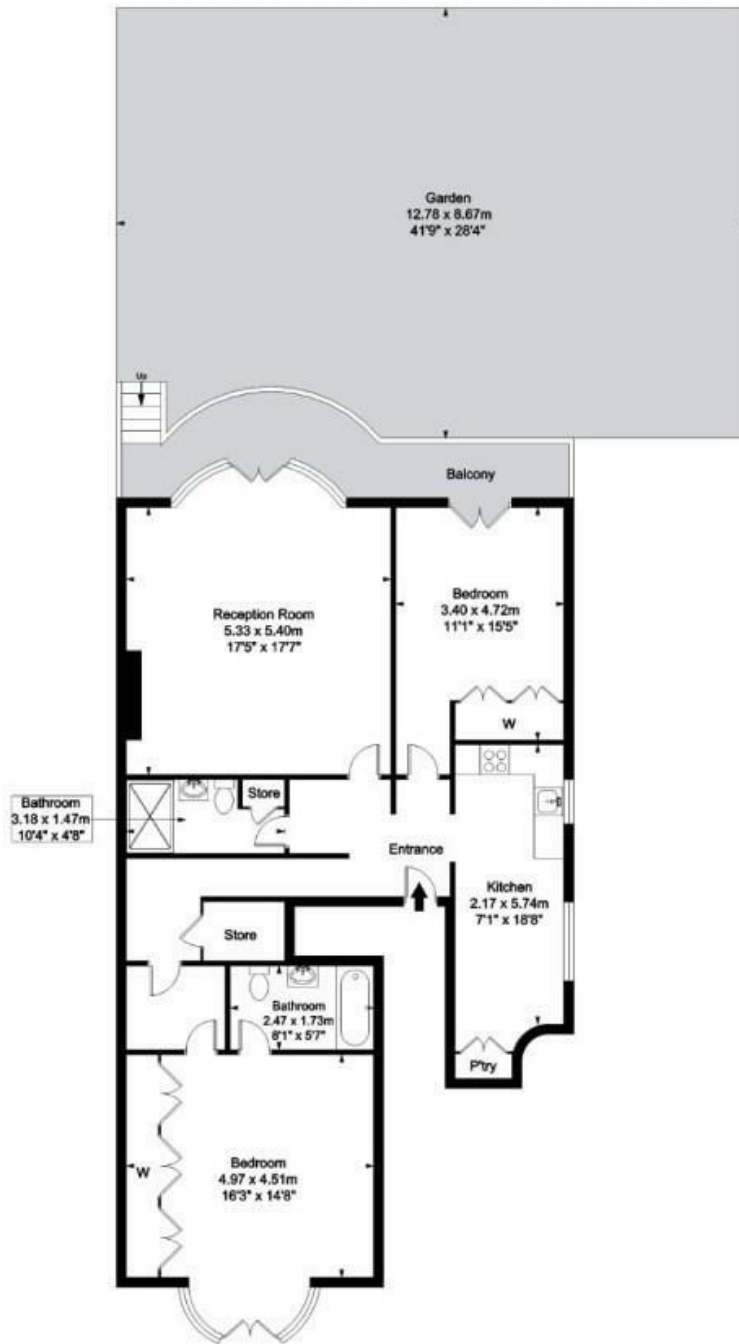 Garden
12.78 x 8.67m
41'9" x 28'4"
Up
Balcony
Reception Room
5.33 x 5.40m
17'5" x 17'7"
Bedroom
3.40 x 4.72m
11'1" x 15'5"
W
Bathroom
3.18 x 1.47m
10'4" x 4'8"
Store
Entrance
Kitchen
2.17 x 5.74m
7'1" x 18'8"
Store
Bathroom
2.47 x 1.73m
8'1" x 5'7"
P'try
W
Bedroom
4.97 x 4.51m
16'3" x 14'8"